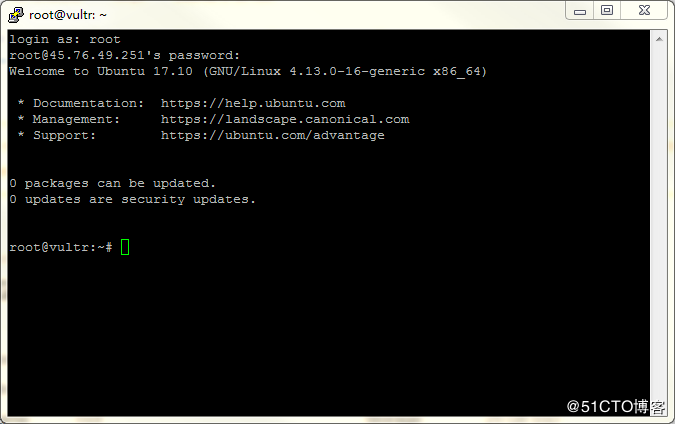 root@vultr: ~
login as: root
root@45.76.49.251's password:
Welcome to Ubuntu 17.10 (GNU/Linux 4.13.0-16-generic x86_64)
* Documentation:  https://help.ubuntu.com
* Management:     https://landscape.canonical.com
* Support:        https://ubuntu.com/advantage
0 packages can be updated.
0 updates are security updates.
root@vultr:~#
@51CTO博客